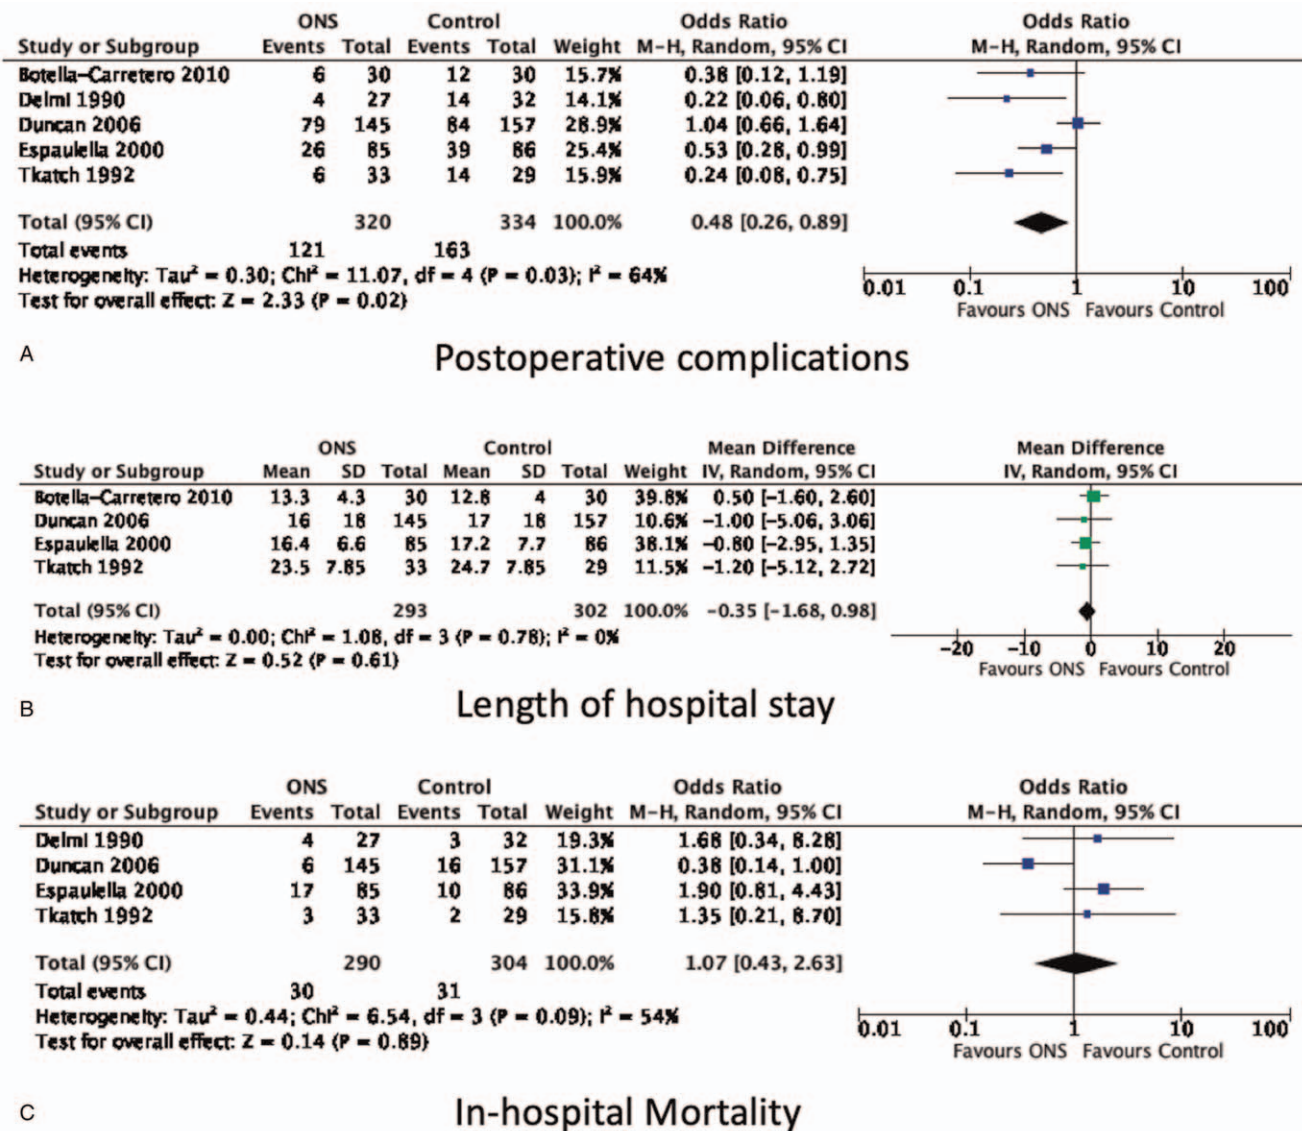 ONS Control Odds Ratio Odds Ratio
Study or Subgroup Events Total Events Total Weight M-H, Random, 95% CI M-H, Random, 95% CI
Botella-Carretero 2010 6 30 12 30 15.7% 0.38 [0.12, 1.19]
Delmi 1990 4 27 14 32 14.1% 0.22 [0.06, 0.80]
Duncan 2006 79 145 84 157 28.9% 1.04 [0.66, 1.64]
Espaulella 2000 26 85 39 86 25.4% 0.53 [0.28, 0.99]
Tkatch 1992 6 33 14 29 15.9% 0.24 [0.08, 0.75]
Total (95% CI) 320 334 100.0% 0.48 [0.26, 0.89]
Total events 121 163
Heterogeneity: Tau² = 0.30; Chi² = 11.07, df = 4 (P = 0.03); I² = 64%
Test for overall effect: Z = 2.33 (P = 0.02)
0.01 0.1 1 10 100
Favours ONS Favours Control
A Postoperative complications
ONS Control Mean Difference Mean Difference
Study or Subgroup Mean SD Total Mean SD Total Weight IV, Random, 95% CI IV, Random, 95% CI
Botella-Carretero 2010 13.3 4.3 30 12.8 4 30 39.8% 0.50 [-1.60, 2.60]
Duncan 2006 16 18 145 17 18 157 10.6% -1.00 [-5.06, 3.06]
Espaulella 2000 16.4 6.6 85 17.2 7.7 86 38.1% -0.80 [-2.95, 1.35]
Tkatch 1992 23.5 7.85 33 24.7 7.85 29 11.5% -1.20 [-5.12, 2.72]
Total (95% CI) 293 302 100.0% -0.35 [-1.68, 0.98]
Heterogeneity: Tau² = 0.00; Chi² = 1.08, df = 3 (P = 0.78); I² = 0%
Test for overall effect: Z = 0.52 (P = 0.61)
-20 -10 0 10 20
Favours ONS Favours Control
B Length of hospital stay
ONS Control Odds Ratio Odds Ratio
Study or Subgroup Events Total Events Total Weight M-H, Random, 95% CI M-H, Random, 95% CI
Delmi 1990 4 27 3 32 19.3% 1.68 [0.34, 8.28]
Duncan 2006 6 145 16 157 31.1% 0.38 [0.14, 1.00]
Espaulella 2000 17 85 10 86 33.9% 1.90 [0.81, 4.43]
Tkatch 1992 3 33 2 29 15.8% 1.35 [0.21, 8.70]
Total (95% CI) 290 304 100.0% 1.07 [0.43, 2.63]
Total events 30 31
Heterogeneity: Tau² = 0.44; Chi² = 6.54, df = 3 (P = 0.09); I² = 54%
Test for overall effect: Z = 0.14 (P = 0.89)
0.01 0.1 1 10 100
Favours ONS Favours Control
C In-hospital Mortality